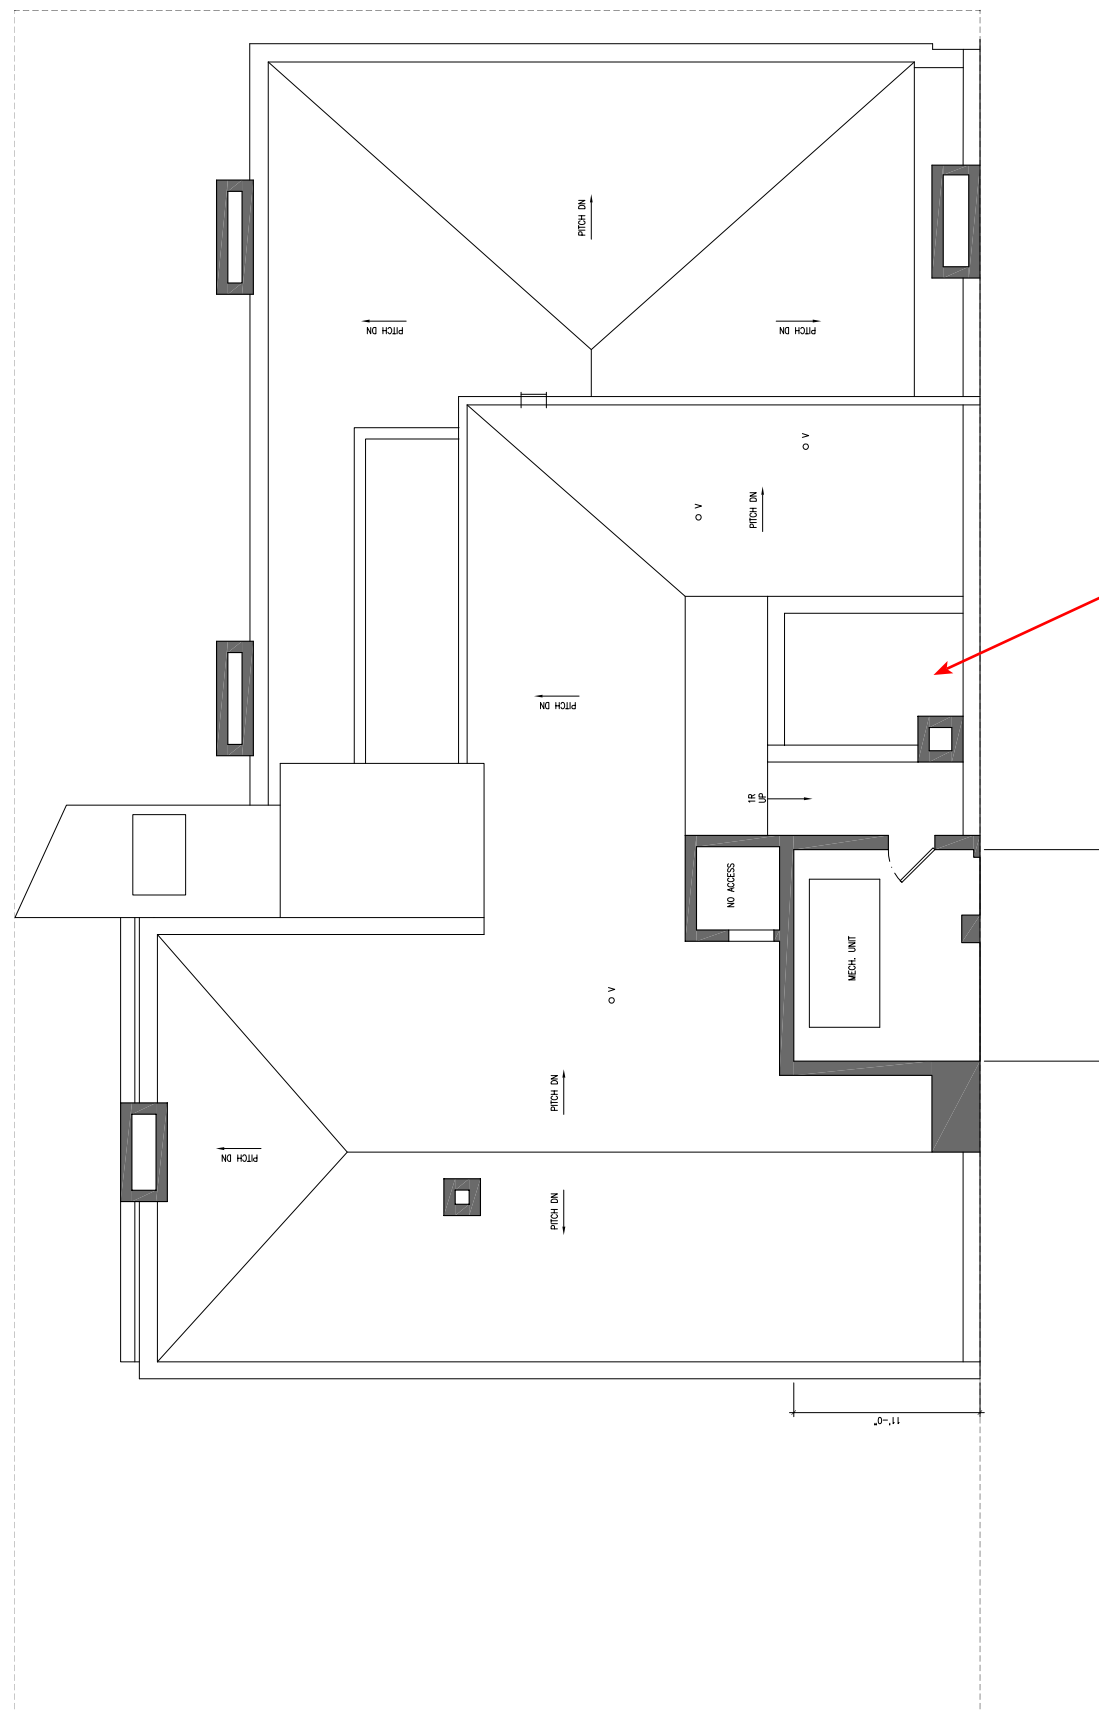 PITCH DN
PITCH DN
PITCH DN
V
V
PITCH DN
PITCH DN
1R
UP
NO ACCESS
MECH. UNIT
V
PITCH DN
PITCH DN
PITCH DN
11'-0"